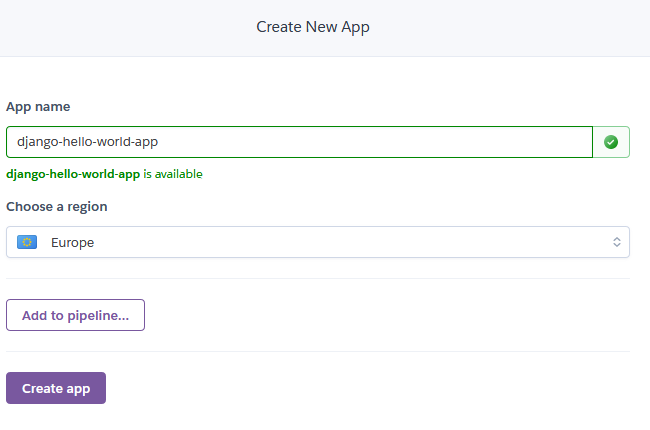 Create New App
App name
django-hello-world-app
django-hello-world-app is available
Choose a region
Europe
Add to pipeline...
Create app